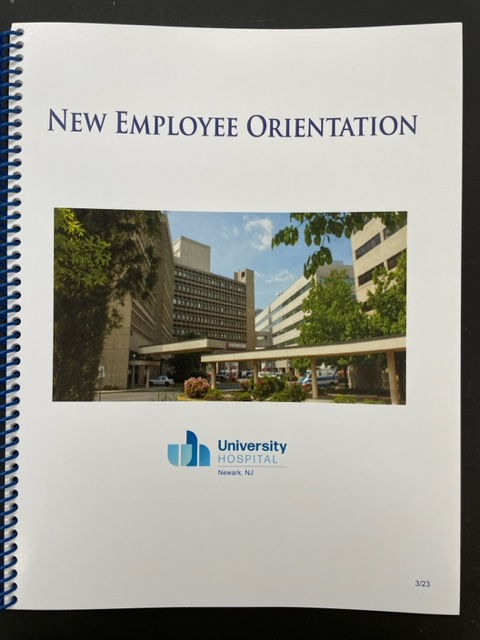 NEW EMPLOYEE ORIENTATION
University
HOSPITAL
Newark, NJ
3/23